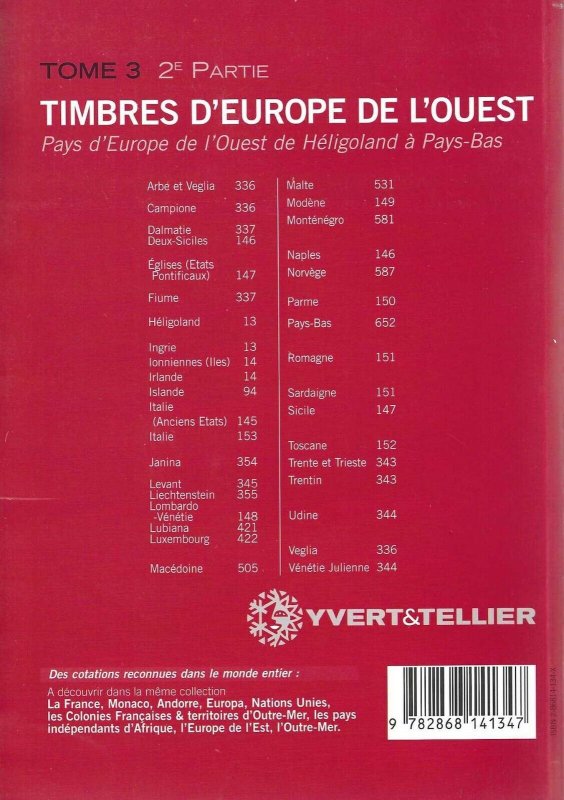 TOME 3 2E PARTIE
TIMBRES D'EUROPE DE L'OUEST
Pays d'Europe de l'Ouest de Héligoland à Pays-Bas
Arbé et Veglia 336
Campione 336
Dalmatie 337
Deux-Siciles 146
Églises (Etats
Pontificaux) 147
Fiume 337
Héligoland 13
Ingrie 13
Ionniennes (Iles) 14
Irlande 14
Islande 94
Italie
(Anciens Etats) 145
Italie 153
Janina 354
Levant 345
Liechtenstein 355
Lombardo
-Vénétie 148
Lubiana 421
Luxembourg 422
Macédoine 505
Malte 531
Modène 149
Monténégro 581
Naples 146
Norvège 587
Parme 150
Pays-Bas 652
Romagne 151
Sardaigne 151
Sicile 147
Toscane 152
Trente et Trieste 343
Trentin 343
Udine 344
Veglia 336
Vénétie Julienne 344
YVERT&TELLIER
Des cotations reconnues dans le monde entier :
A découvrir dans la même collection
La France, Monaco, Andorre, Europa, Nations Unies,
les Colonies Françaises & territoires d'Outre-Mer, les pays
indépendants d'Afrique, l'Europe de l'Est, l'Outre-Mer.
9 782868 141347
ISBN 2-86814-134-X